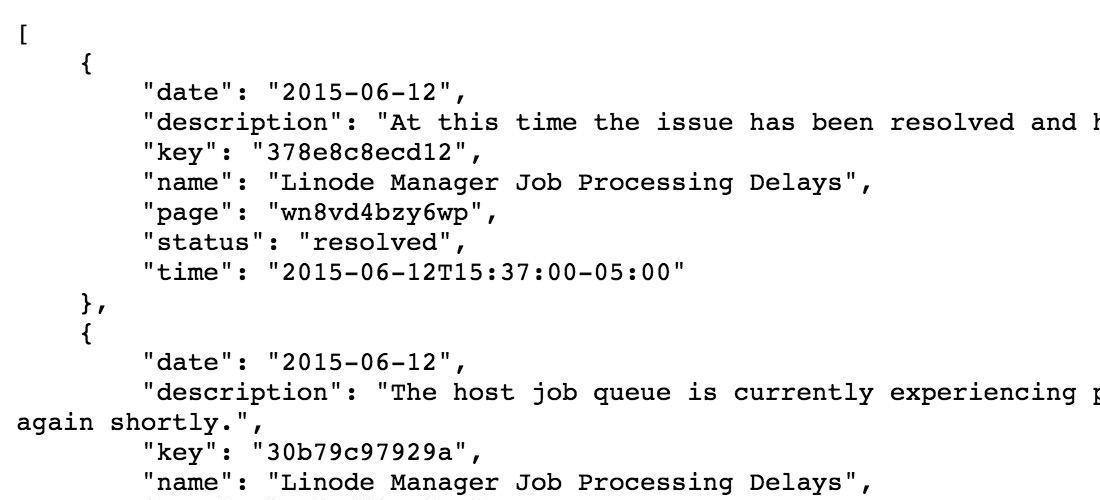 [
{
"date": "2015-06-12",
"description": "At this time the issue has been resolved and
"key": "378e8c8ecd12",
"name": "Linode Manager Job Processing Delays",
"page": "wn8vd4bzy6wp",
"status": "resolved",
"time": "2015-06-12T15:37:00-05:00"
},
{
"date": "2015-06-12",
"description": "The host job queue is currently experiencing
again shortly.",
"key": "30b79c97929a",
"name": "Linode Manager Job Processing Delays",